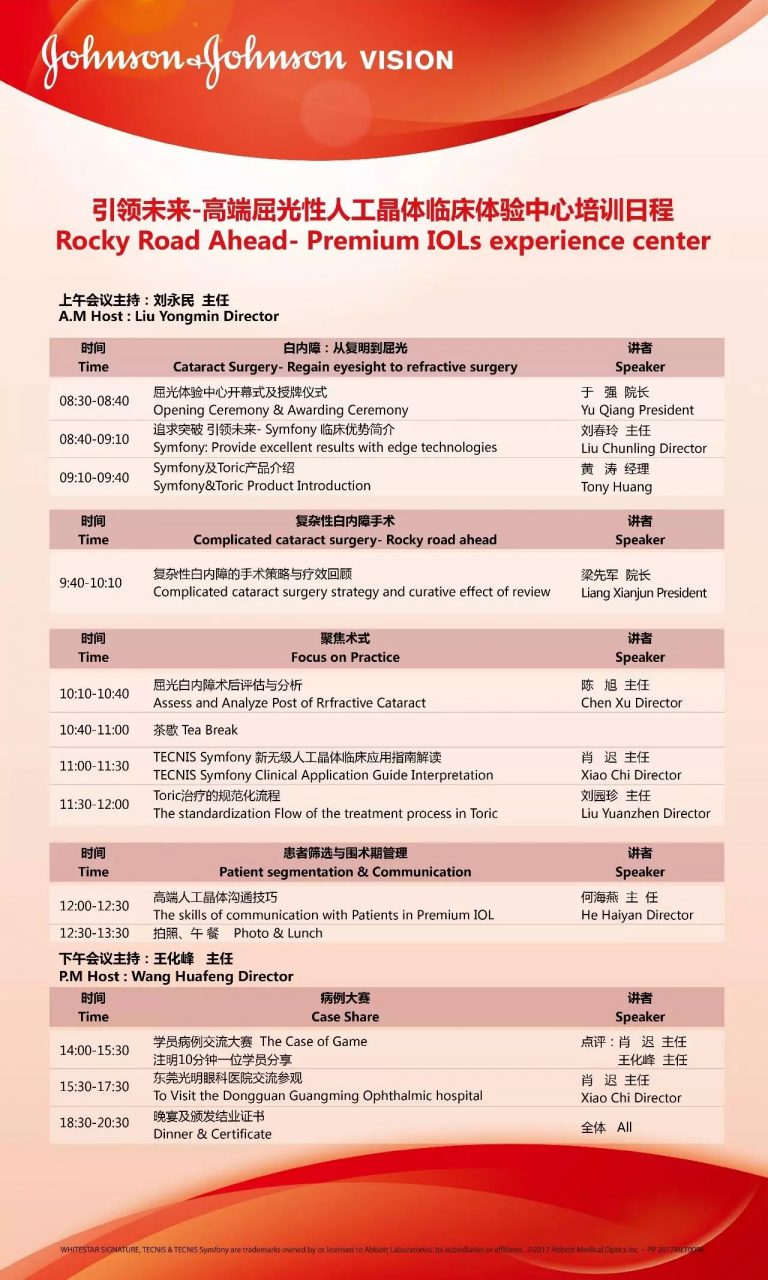 Johnson & Johnson VISION
引领未来-高端屈光性人工晶体临床体验中心培训日程
Rocky Road Ahead- Premium IOLs experience center
上午会议主持：刘永民 主任
A.M Host : Liu Yongmin Director
时间 白内障：从复明到屈光 讲者
Time Cataract Surgery- Regain eyesight to refractive surgery Speaker
08:30-08:40 屈光体验中心开幕式及授牌仪式 于 强 院长
Opening Ceremony & Awarding Ceremony Yu Qiang President
08:40-09:10 追求突破 引领未来- Symfony 临床优势简介 刘春玲 主任
Symfony: Provide excellent results with edge technologies Liu Chunling Director
09:10-09:40 Symfony及Toric产品介绍 黄 涛 经理
Symfony&Toric Product Introduction Tony Huang
时间 复杂性白内障手术 讲者
Time Complicated cataract surgery- Rocky road ahead Speaker
9:40-10:10 复杂性白内障的手术策略与疗效回顾 梁先军 院长
Complicated cataract surgery strategy and curative effect of review Liang Xianjun President
时间 聚焦术式 讲者
Time Focus on Practice Speaker
10:10-10:40 屈光白内障术后评估与分析 陈 旭 主任
Assess and Analyze Post of Rrfractive Cataract Chen Xu Director
10:40-11:00 茶歇 Tea Break
11:00-11:30 TECNIS Symfony 新无级人工晶体临床应用指南解读 肖 迟 主任
TECNIS Symfony Clinical Application Guide Interpretation Xiao Chi Director
11:30-12:00 Toric治疗的规范化流程 刘园珍 主任
The standardization Flow of the treatment process in Toric Liu Yuanzhen Director
时间 患者筛选与围术期管理 讲者
Time Patient segmentation & Communication Speaker
12:00-12:30 高端人工晶体沟通技巧 何海燕 主 任
The skills of communication with Patients in Premium IOL He Haiyan Director
12:30-13:30 拍照、午 餐 Photo & Lunch
下午会议主持：王化峰 主任
P.M Host : Wang Huafeng Director
时间 病例大赛 讲者
Time Case Share Speaker
14:00-15:30 学员病例交流大赛 The Case of Game 点评：肖 迟 主任
注明10分钟一位学员分享 王化峰 主任
15:30-17:30 东莞光明眼科医院交流参观 肖 迟 主任
To Visit the Dongguan Guangming Ophthalmic hospital Xiao Chi Director
18:30-20:30 晚宴及颁发结业证书 全体 All
Dinner & Certificate
WHITESTAR SIGNATURE, TECNIS & TECNIS Symfony are trademarks owned by or licensed to Abbott Laboratories, its subsidiaries or affiliates. ©2017 Abbott Medical Optics Inc - PP